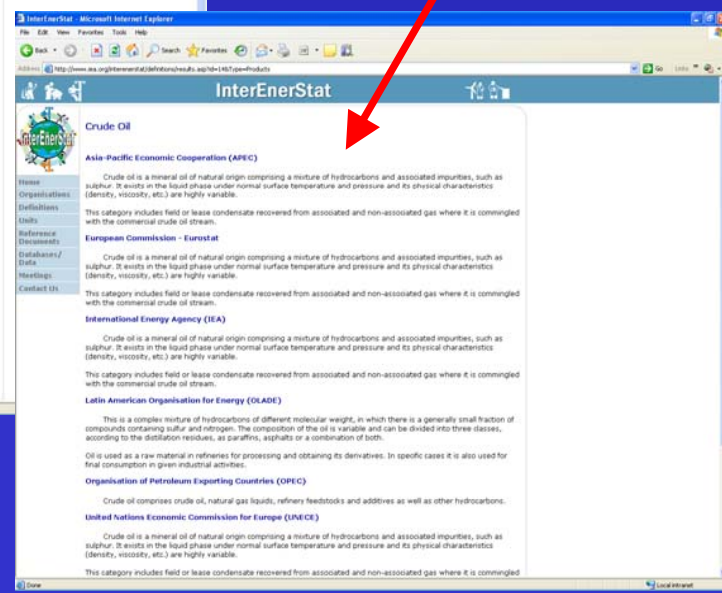 InterEnerStat - Microsoft Internet Explorer
File Edit View Favorites Tools Help
Back Search Favorites
Address Go Links
InterEnerStat
InterEnerStat
Home
Organisations
Definitions
Units
Reference
Documents
Databases/
Data
Meetings
Contact Us
Crude Oil
Asia-Pacific Economic Cooperation (APEC)
Crude oil is a mineral oil of natural origin comprising a mixture of hydrocarbons and associated impurities, such as
sulphur. It exists in the liquid phase under normal surface temperature and pressure and its physical characteristics
(density, viscosity, etc.) are highly variable.
This category includes field or lease condensate recovered from associated and non-associated gas where it is commingled
with the commercial crude oil stream.
European Commission - Eurostat
Crude oil is a mineral oil of natural origin comprising a mixture of hydrocarbons and associated impurities, such as
sulphur. It exists in the liquid phase under normal surface temperature and pressure and its physical characteristics
(density, viscosity, etc.) are highly variable.
This category includes field or lease condensate recovered from associated and non-associated gas where it is commingled
with the commercial crude oil stream.
International Energy Agency (IEA)
Crude oil is a mineral oil of natural origin comprising a mixture of hydrocarbons and associated impurities, such as
sulphur. It exists in the liquid phase under normal surface temperature and pressure and its physical characteristics
(density, viscosity, etc.) are highly variable.
This category includes field or lease condensate recovered from associated and non-associated gas where it is commingled
with the commercial crude oil stream.
Latin American Organisation for Energy (OLADE)
This is a complex mixture of hydrocarbons of different molecular weight, in which there is a generally small fraction of
compounds containing sulfur and nitrogen. The composition of the oil is variable and can be divided into three classes,
according to the distillation residues, as paraffins, asphalts or a combination of both.
Oil is used as a raw material in refineries for processing and obtaining its derivatives. In specific cases it is also used for
final consumption in given industrial activities.
Organisation of Petroleum Exporting Countries (OPEC)
Crude oil comprises crude oil, natural gas liquids, refinery feedstocks and additives as well as other hydrocarbons.
United Nations Economic Commission for Europe (UNECE)
Crude oil is a mineral oil of natural origin comprising a mixture of hydrocarbons and associated impurities, such as
sulphur. It exists in the liquid phase under normal surface temperature and pressure and its physical characteristics
(density, viscosity, etc.) are highly variable.
This category includes field or lease condensate recovered from associated and non-associated gas where it is commingled
Done Local intranet